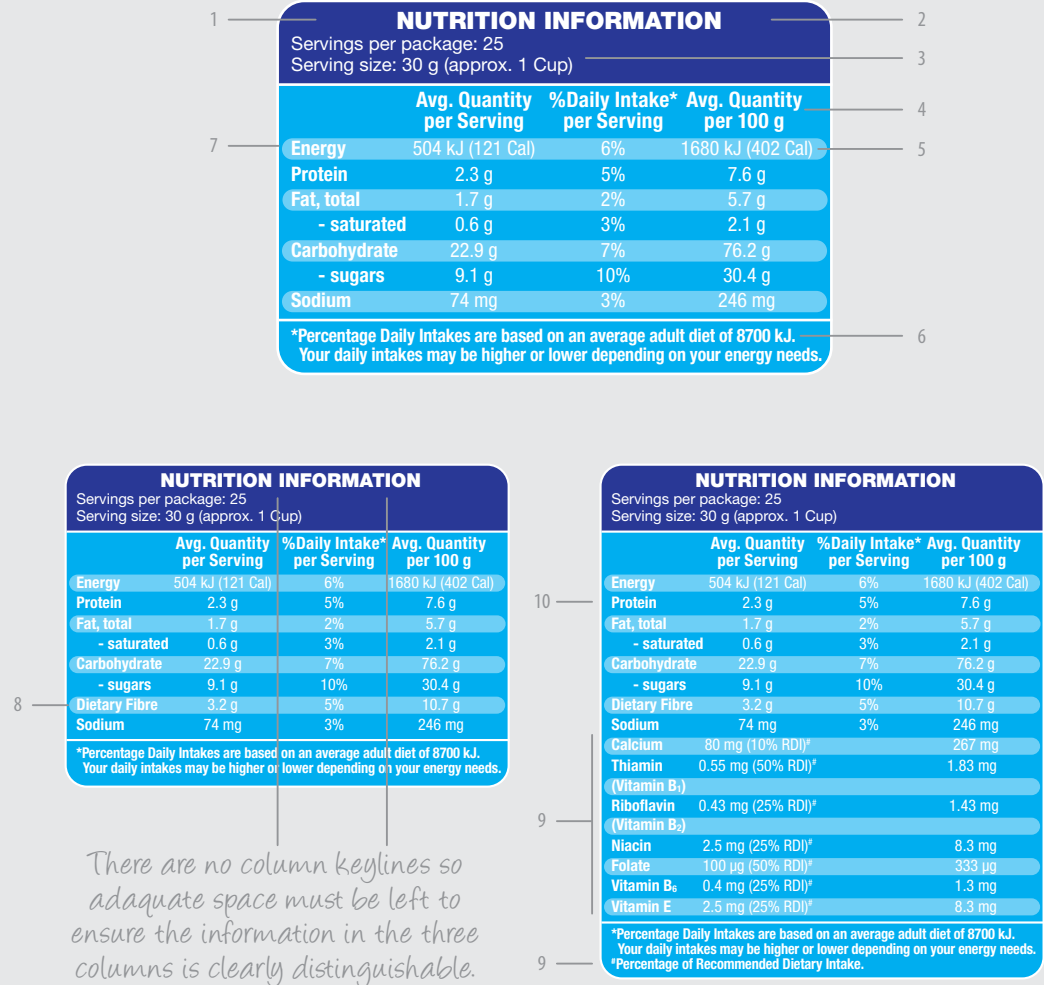 1 NUTRITION INFORMATION 2
Servings per package: 25
Serving size: 30 g (approx. 1 Cup) 3
Avg. Quantity %Daily Intake* Avg. Quantity 4
per Serving per Serving per 100 g
7 Energy 504 kJ (121 Cal) 6% 1680 kJ (402 Cal) 5
Protein 2.3 g 5% 7.6 g
Fat, total 1.7 g 2% 5.7 g
- saturated 0.6 g 3% 2.1 g
Carbohydrate 22.9 g 7% 76.2 g
- sugars 9.1 g 10% 30.4 g
Sodium 74 mg 3% 246 mg
*Percentage Daily Intakes are based on an average adult diet of 8700 kJ. 6
Your daily intakes may be higher or lower depending on your energy needs.
NUTRITION INFORMATION
Servings per package: 25
Serving size: 30 g (approx. 1 Cup)
Avg. Quantity %Daily Intake* Avg. Quantity
per Serving per Serving per 100 g
Energy 504 kJ (121 Cal) 6% 1680 kJ (402 Cal)
Protein 2.3 g 5% 7.6 g
Fat, total 1.7 g 2% 5.7 g
- saturated 0.6 g 3% 2.1 g
Carbohydrate 22.9 g 7% 76.2 g
- sugars 9.1 g 10% 30.4 g
8 Dietary Fibre 3.2 g 5% 10.7 g
Sodium 74 mg 3% 246 mg
*Percentage Daily Intakes are based on an average adult diet of 8700 kJ.
Your daily intakes may be higher or lower depending on your energy needs.
There are no column keylines so
adaquate space must be left to
ensure the information in the three
columns is clearly distinguishable.
NUTRITION INFORMATION
Servings per package: 25
Serving size: 30 g (approx. 1 Cup)
Avg. Quantity %Daily Intake* Avg. Quantity
per Serving per Serving per 100 g
Energy 504 kJ (121 Cal) 6% 1680 kJ (402 Cal)
10 Protein 2.3 g 5% 7.6 g
Fat, total 1.7 g 2% 5.7 g
- saturated 0.6 g 3% 2.1 g
Carbohydrate 22.9 g 7% 76.2 g
- sugars 9.1 g 10% 30.4 g
Dietary Fibre 3.2 g 5% 10.7 g
Sodium 74 mg 3% 246 mg
Calcium 80 mg (10% RDI)# 267 mg
Thiamin 0.55 mg (50% RDI)# 1.83 mg
(Vitamin B₁)
Riboflavin 0.43 mg (25% RDI)# 1.43 mg
9 (Vitamin B₂)
Niacin 2.5 mg (25% RDI)# 8.3 mg
Folate 100 µg (50% RDI)# 333 µg
Vitamin B₆ 0.4 mg (25% RDI)# 1.3 mg
Vitamin E 2.5 mg (25% RDI)# 8.3 mg
*Percentage Daily Intakes are based on an average adult diet of 8700 kJ.
Your daily intakes may be higher or lower depending on your energy needs.
9 #Percentage of Recommended Dietary Intake.